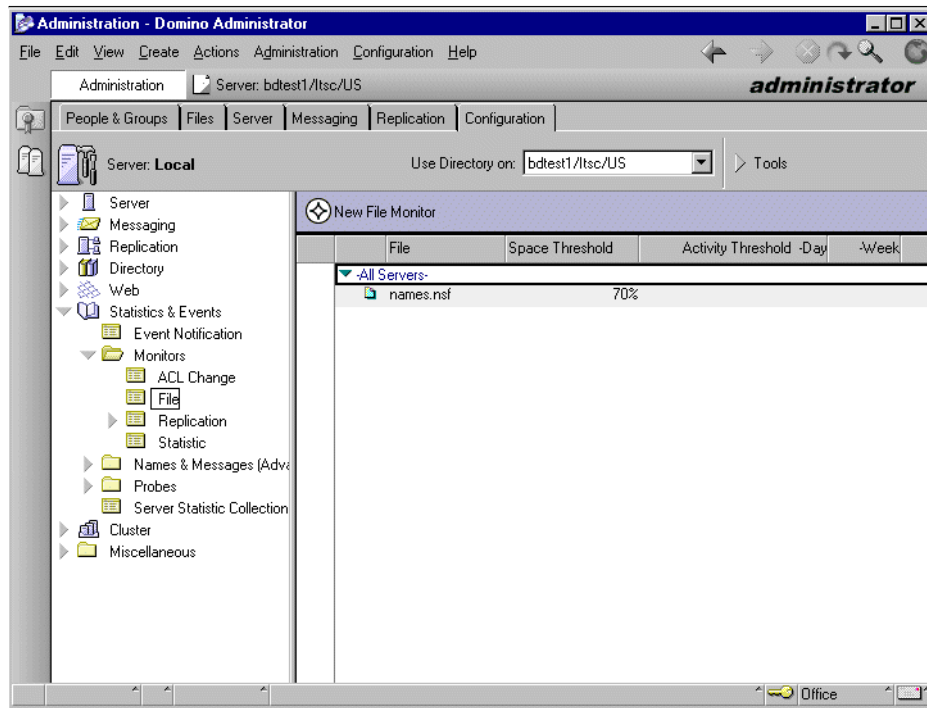 Administration - Domino Administrator
File Edit View Create Actions Administration Configuration Help
Administration Server: bdtest1/Itsc/US administrator
People & Groups Files Server Messaging Replication Configuration
Server: Local Use Directory on: bdtest1/Itsc/US Tools
Server
Messaging
Replication
Directory
Web
Statistics & Events
Event Notification
Monitors
ACL Change
File
Replication
Statistic
Names & Messages (Adva
Probes
Server Statistic Collection
Cluster
Miscellaneous
New File Monitor
File Space Threshold Activity Threshold -Day -Week
-All Servers-
names.nsf 70%
Office